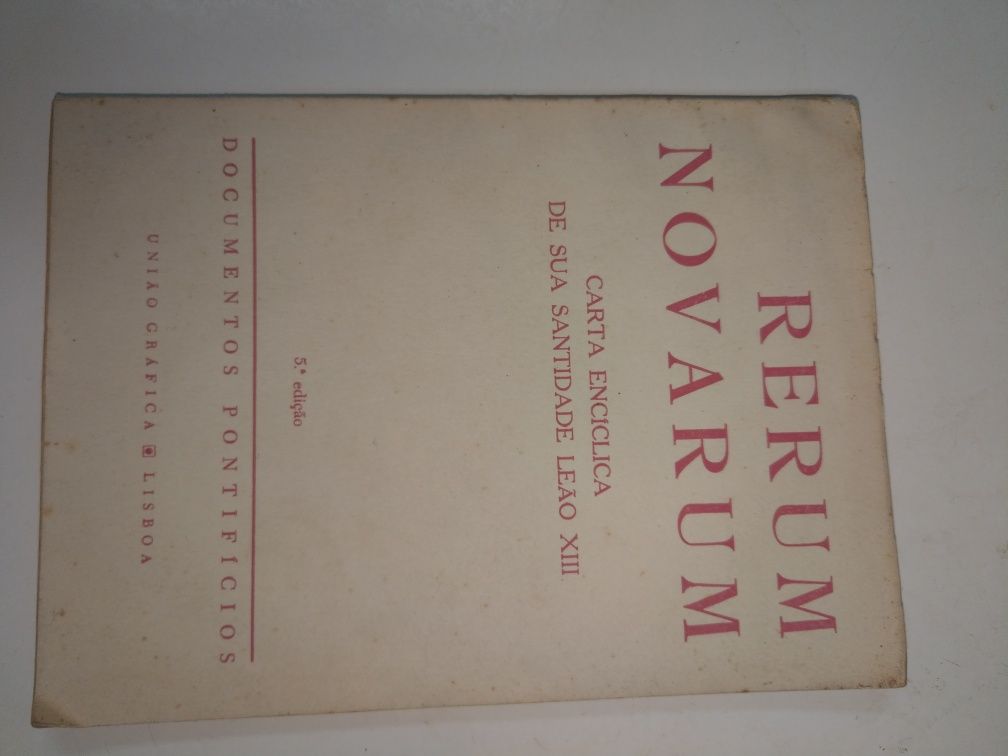 RERUM
NOVARUM
CARTA ENCÍCLICA
DE SUA SANTIDADE LEÃO XIII
5.ª edição
DOCUMENTOS PONTIFÍCIOS
UNIÃO GRÁFICA LISBOA